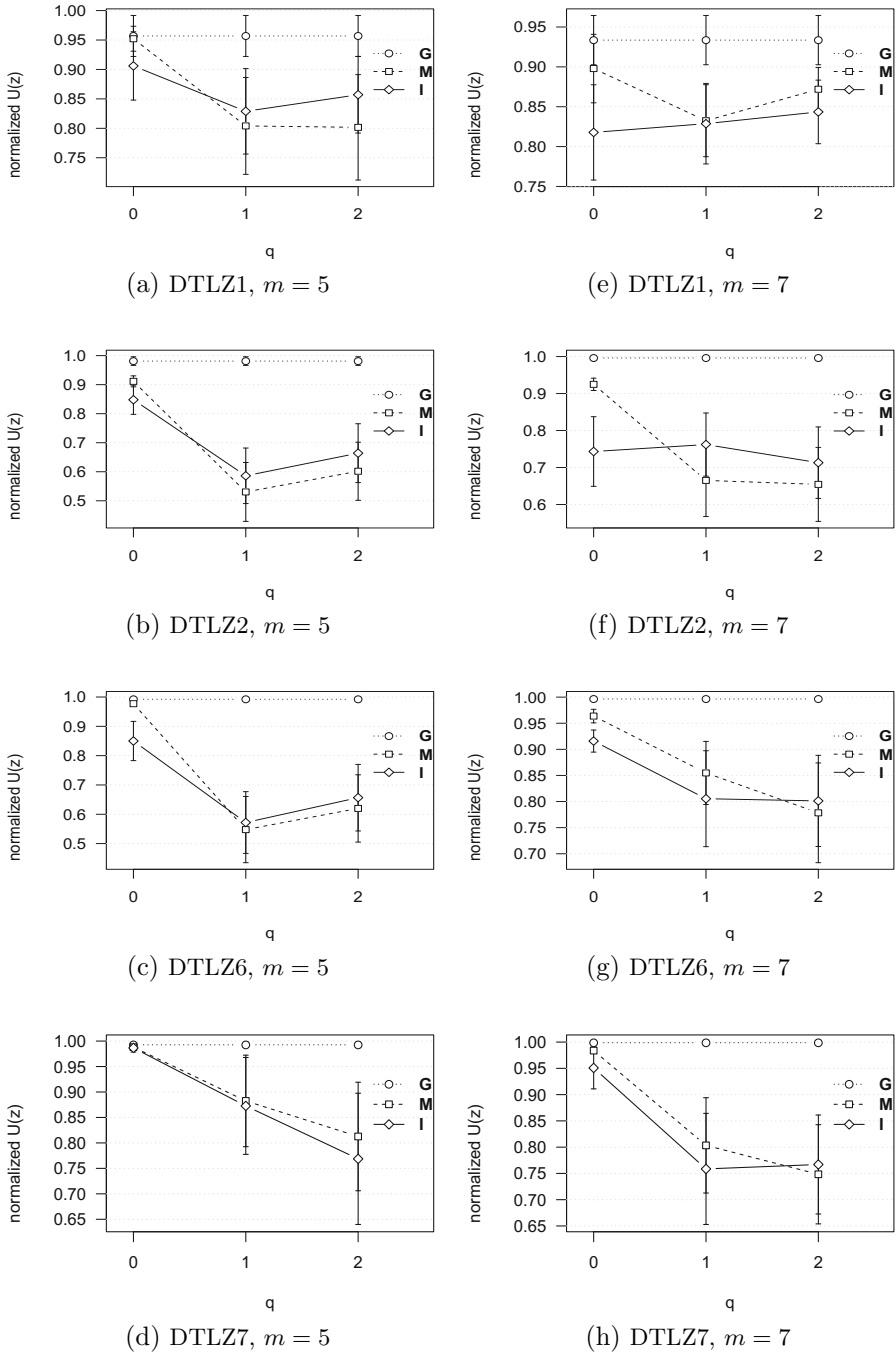 1.00
0.95
0.90
0.85
0.80
0.75
normalized U(z)
G
M
I
0 1 2
q
(a) DTLZ1, m = 5
0.95
0.90
0.85
0.80
0.75
normalized U(z)
G
M
I
0 1 2
q
(e) DTLZ1, m = 7
1.0
0.9
0.8
0.7
0.6
0.5
normalized U(z)
G
M
I
0 1 2
q
(b) DTLZ2, m = 5
1.0
0.9
0.8
0.7
0.6
normalized U(z)
G
M
I
0 1 2
q
(f) DTLZ2, m = 7
1.0
0.9
0.8
0.7
0.6
0.5
normalized U(z)
G
M
I
0 1 2
q
(c) DTLZ6, m = 5
1.00
0.95
0.90
0.85
0.80
0.75
0.70
normalized U(z)
G
M
I
0 1 2
q
(g) DTLZ6, m = 7
1.00
0.95
0.90
0.85
0.80
0.75
0.70
0.65
normalized U(z)
G
M
I
0 1 2
q
(d) DTLZ7, m = 5
1.00
0.95
0.90
0.85
0.80
0.75
0.70
0.65
normalized U(z)
G
M
I
0 1 2
q
(h) DTLZ7, m = 7